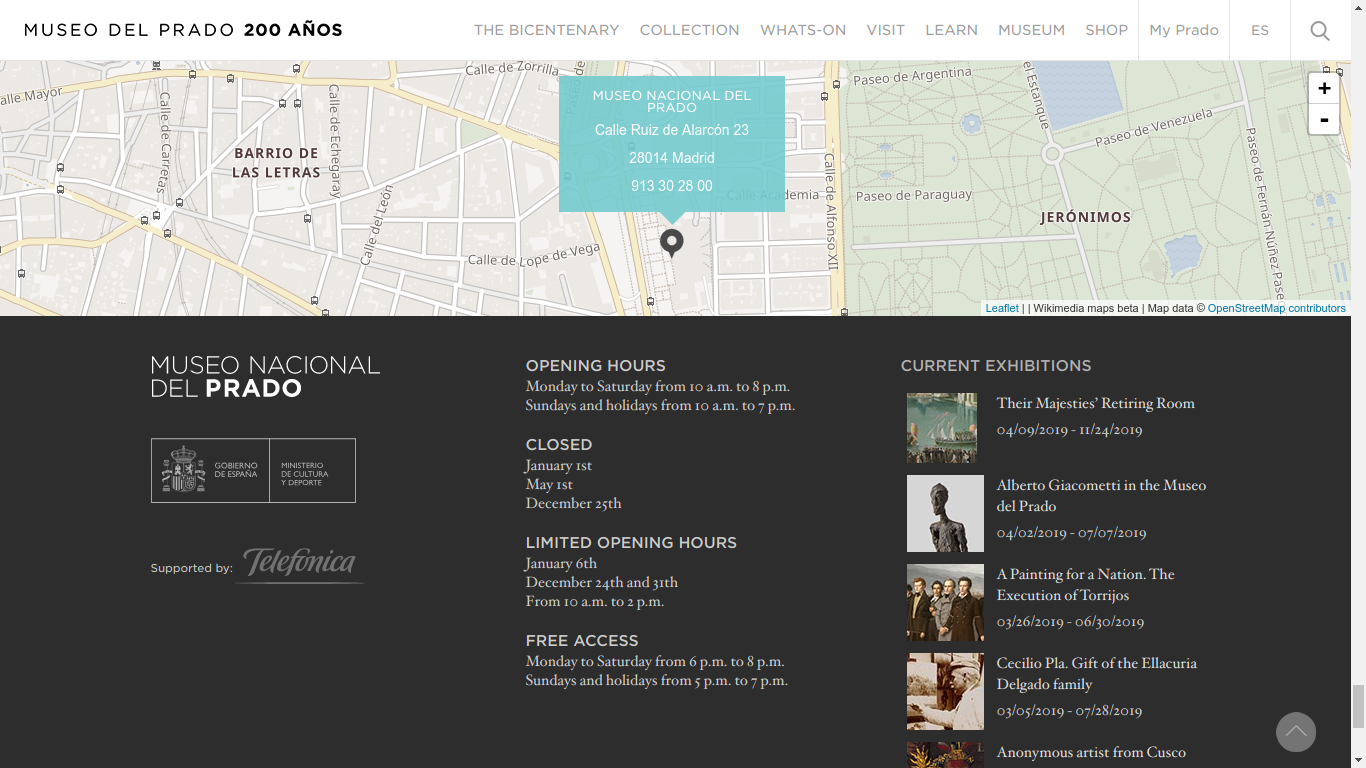 MUSEO DEL PRADO 200 AÑOS
THE BICENTENARY
COLLECTION
WHATS-ON
VISIT
LEARN
MUSEUM
SHOP
My Prado
ES
Calle de Zorrilla
alle Mayor
Calle de Carretas
Calle de Echegaray
BARRIO DE
LAS LETRAS
Calle del León
Calle de Lope de Vega
MUSEO NACIONAL DEL
PRADO
Calle Ruiz de Alarcón 23
28014 Madrid
913 30 28 00
Calle Academia
Calle de Alfonso XII
Paseo de Argentina
el Estanque
Paseo de Venezuela
Paseo de Paraguay
JERÓNIMOS
Paseo de Fernán Núñez
Pase
+
-
Leaflet | | Wikimedia maps beta | Map data © OpenStreetMap contributors
MUSEO NACIONAL
DEL PRADO
GOBIERNO
DE ESPAÑA
MINISTERIO
DE CULTURA
Y DEPORTE
Supported by: Telefónica
OPENING HOURS
Monday to Saturday from 10 a.m. to 8 p.m.
Sundays and holidays from 10 a.m. to 7 p.m.
CLOSED
January 1st
May 1st
December 25th
LIMITED OPENING HOURS
January 6th
December 24th and 31th
From 10 a.m. to 2 p.m.
FREE ACCESS
Monday to Saturday from 6 p.m. to 8 p.m.
Sundays and holidays from 5 p.m. to 7 p.m.
CURRENT EXHIBITIONS
Their Majesties’ Retiring Room
04/09/2019 - 11/24/2019
Alberto Giacometti in the Museo
del Prado
04/02/2019 - 07/07/2019
A Painting for a Nation. The
Execution of Torrijos
03/26/2019 - 06/30/2019
Cecilio Pla. Gift of the Ellacuria
Delgado family
03/05/2019 - 07/28/2019
Anonymous artist from Cusco